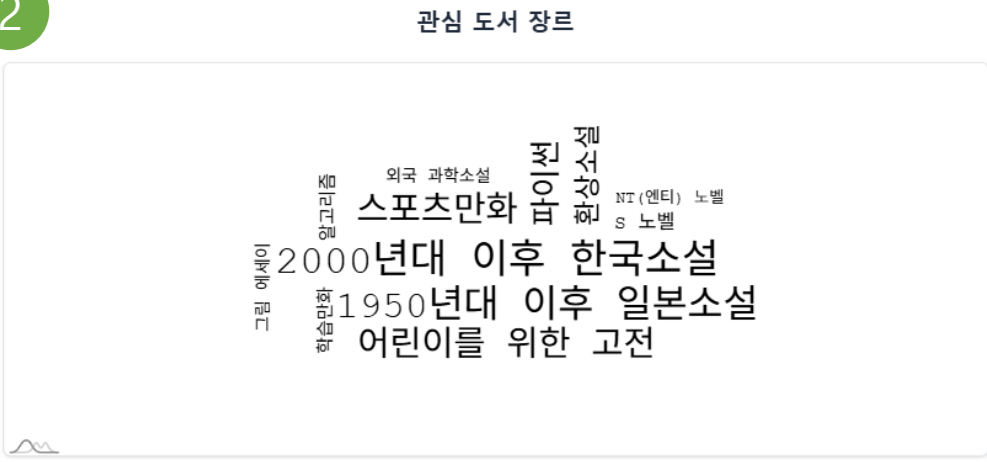 2
관심 도서 장르
외국 과학소설
파이썬
환상소설
알고리즘
스포츠만화
NT(엔티) 노벨
S 노벨
그림 에세이
2000년대 이후 한국소설
학습만화
1950년대 이후 일본소설
어린이를 위한 고전